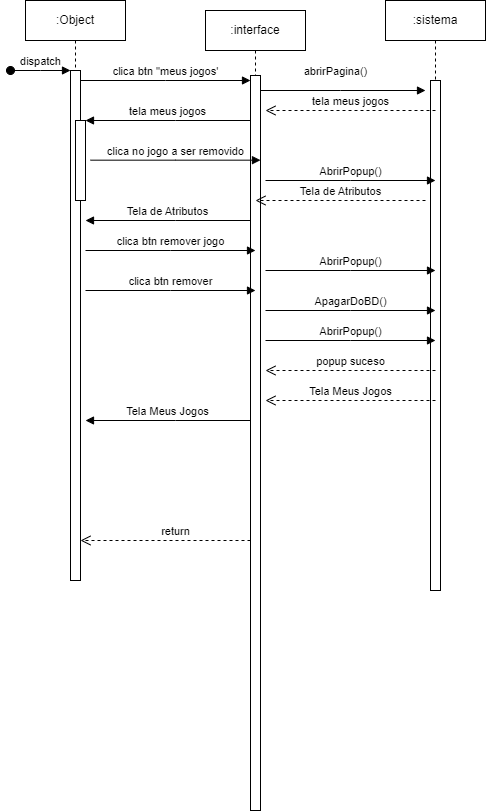 :Object
:interface
:sistema
dispatch
clica btn "meus jogos'
abrirPagina()
tela meus jogos
tela meus jogos
clica no jogo a ser removido
AbrirPopup()
Tela de Atributos
Tela de Atributos
clica btn remover jogo
AbrirPopup()
clica btn remover
ApagarDoBD()
AbrirPopup()
popup suceso
Tela Meus Jogos
Tela Meus Jogos
return